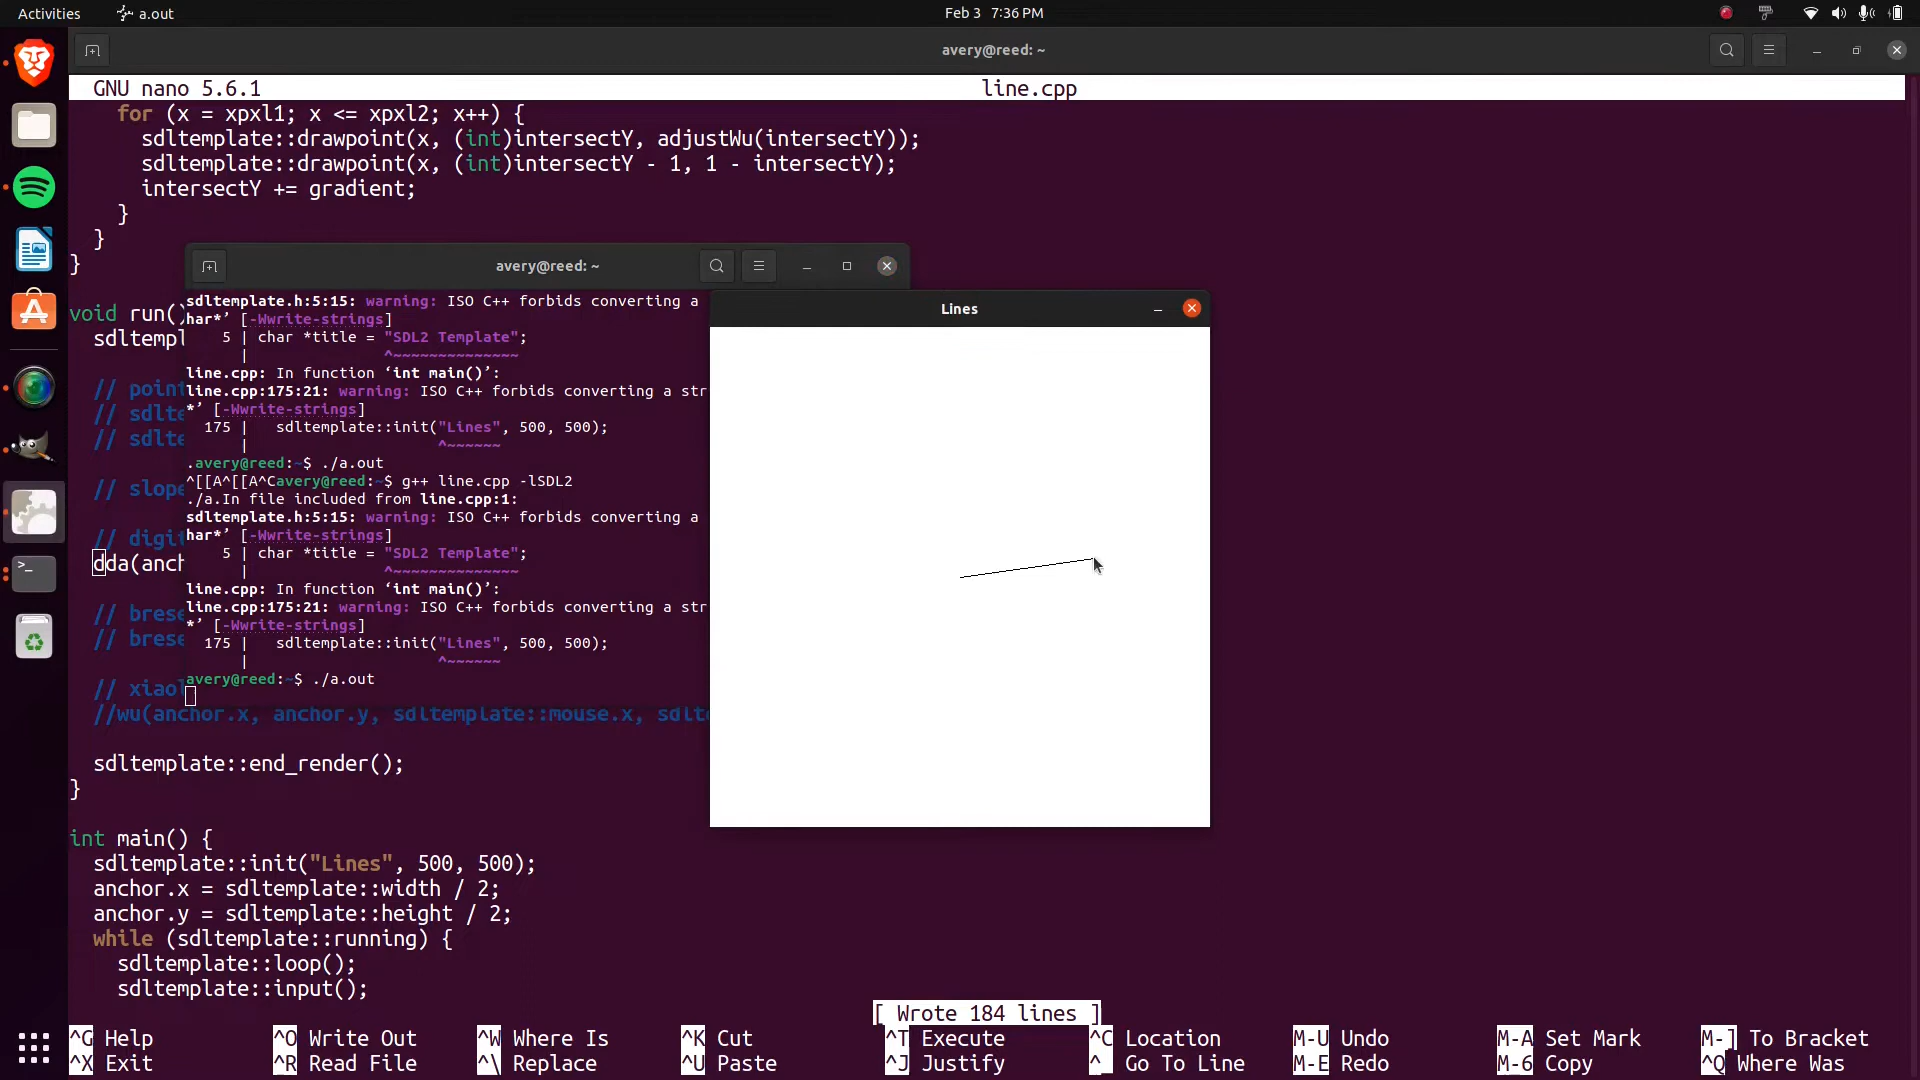 Activities
a.out
Feb 3 7:36 PM
avery@reed: ~
GNU nano 5.6.1 line.cpp
for (x = xpxl1; x <= xpxl2; x++) {
sdltemplate::drawpoint(x, (int)intersectY, adjustWu(intersectY));
sdltemplate::drawpoint(x, (int)intersectY - 1, 1 - intersectY);
intersectY += gradient;
}
}
}
void run()
sdltempl
// point
// sdlte
// sdlte
// slope
// digit
dda(anch
// brese
// brese
// xiaol
//wu(anchor.x, anchor.y, sdltemplate::mouse.x, sdlt
sdltemplate::end_render();
}
int main() {
sdltemplate::init("Lines", 500, 500);
anchor.x = sdltemplate::width / 2;
anchor.y = sdltemplate::height / 2;
while (sdltemplate::running) {
sdltemplate::loop();
sdltemplate::input();
[ Wrote 184 lines ]
^G Help ^O Write Out ^W Where Is ^K Cut ^T Execute ^C Location M-U Undo M-A Set Mark M-] To Bracket
^X Exit ^R Read File ^\ Replace ^U Paste ^J Justify ^_ Go To Line M-E Redo M-6 Copy ^Q Where Was
avery@reed: ~
sdltemplate.h:5:15: warning: ISO C++ forbids converting a
har*’ [-Wwrite-strings]
5 | char *title = "SDL2 Template";
| ^~~~~~~~~~~~~~~
line.cpp: In function ‘int main()’:
line.cpp:175:21: warning: ISO C++ forbids converting a str
*’ [-Wwrite-strings]
175 | sdltemplate::init("Lines", 500, 500);
| ^~~~~~~
.avery@reed:~$ ./a.out
^[[A^[[A^Cavery@reed:~$ g++ line.cpp -lSDL2
./a.In file included from line.cpp:1:
sdltemplate.h:5:15: warning: ISO C++ forbids converting a
har*’ [-Wwrite-strings]
5 | char *title = "SDL2 Template";
| ^~~~~~~~~~~~~~~
line.cpp: In function ‘int main()’:
line.cpp:175:21: warning: ISO C++ forbids converting a str
*’ [-Wwrite-strings]
175 | sdltemplate::init("Lines", 500, 500);
| ^~~~~~~
avery@reed:~$ ./a.out
Lines